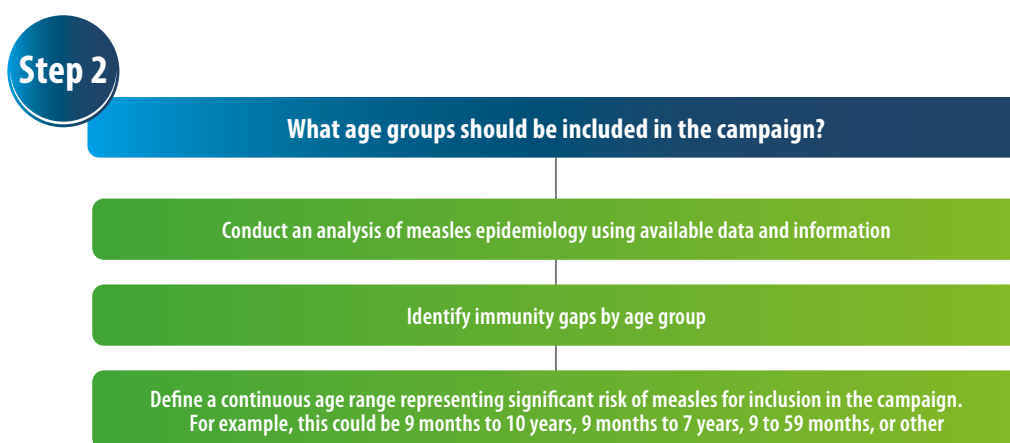 Step 2
What age groups should be included in the campaign?
Conduct an analysis of measles epidemiology using available data and information
Identify immunity gaps by age group
Define a continuous age range representing significant risk of measles for inclusion in the campaign.
For example, this could be 9 months to 10 years, 9 months to 7 years, 9 to 59 months, or other